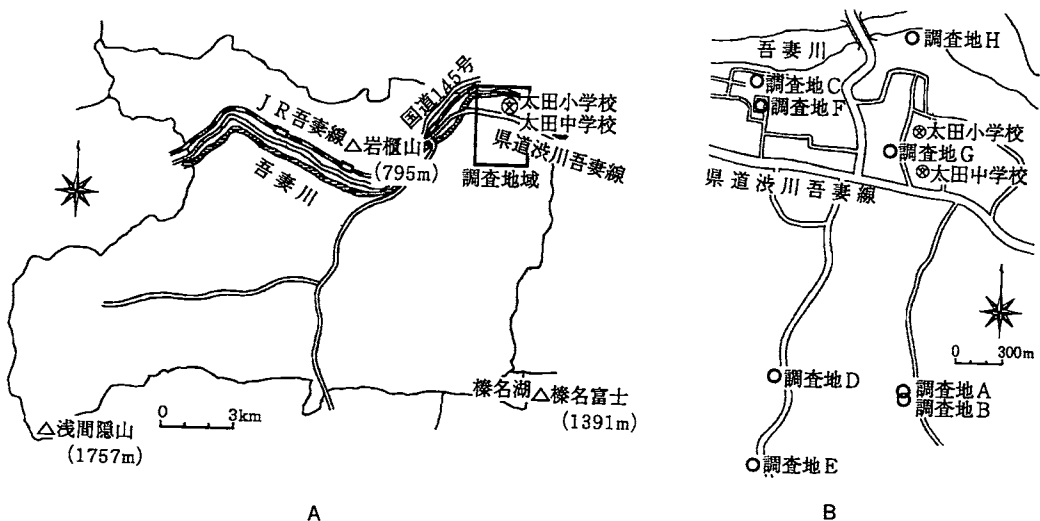 国道145号
太田小学校
太田中学校
JR吾妻線
岩櫃山
(795m)
県道渋川吾妻線
吾妻川
調査地域
榛名湖
榛名富士
(1391m)
0 3km
浅間隠山
(1757m)
A
吾妻川
調査地H
調査地C
調査地F
太田小学校
調査地G
太田中学校
県道渋川吾妻線
0 300m
調査地D
調査地A
調査地B
調査地E
B